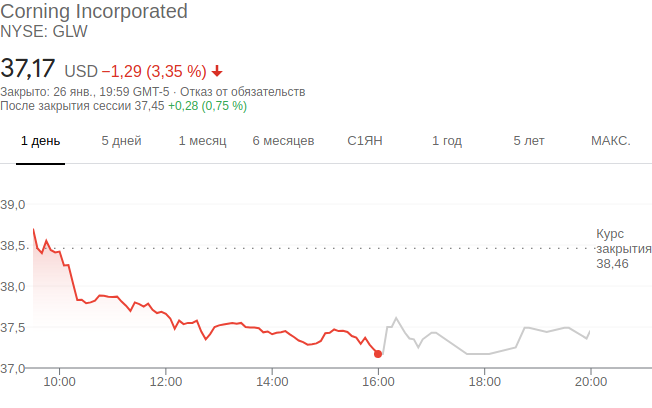 Corning Incorporated
NYSE: GLW
37,17 USD −1,29 (3,35 %)
Закрыто: 26 янв., 19:59 GMT-5 · Отказ от обязательств
После закрытия сессии 37,45 +0,28 (0,75 %)
1 день 5 дней 1 месяц 6 месяцев С1ЯН 1 год 5 лет МАКС.
39,0
38,5
38,0
37,5
37,0
Курс
закрытия
38,46
10:00 12:00 14:00 16:00 18:00 20:00